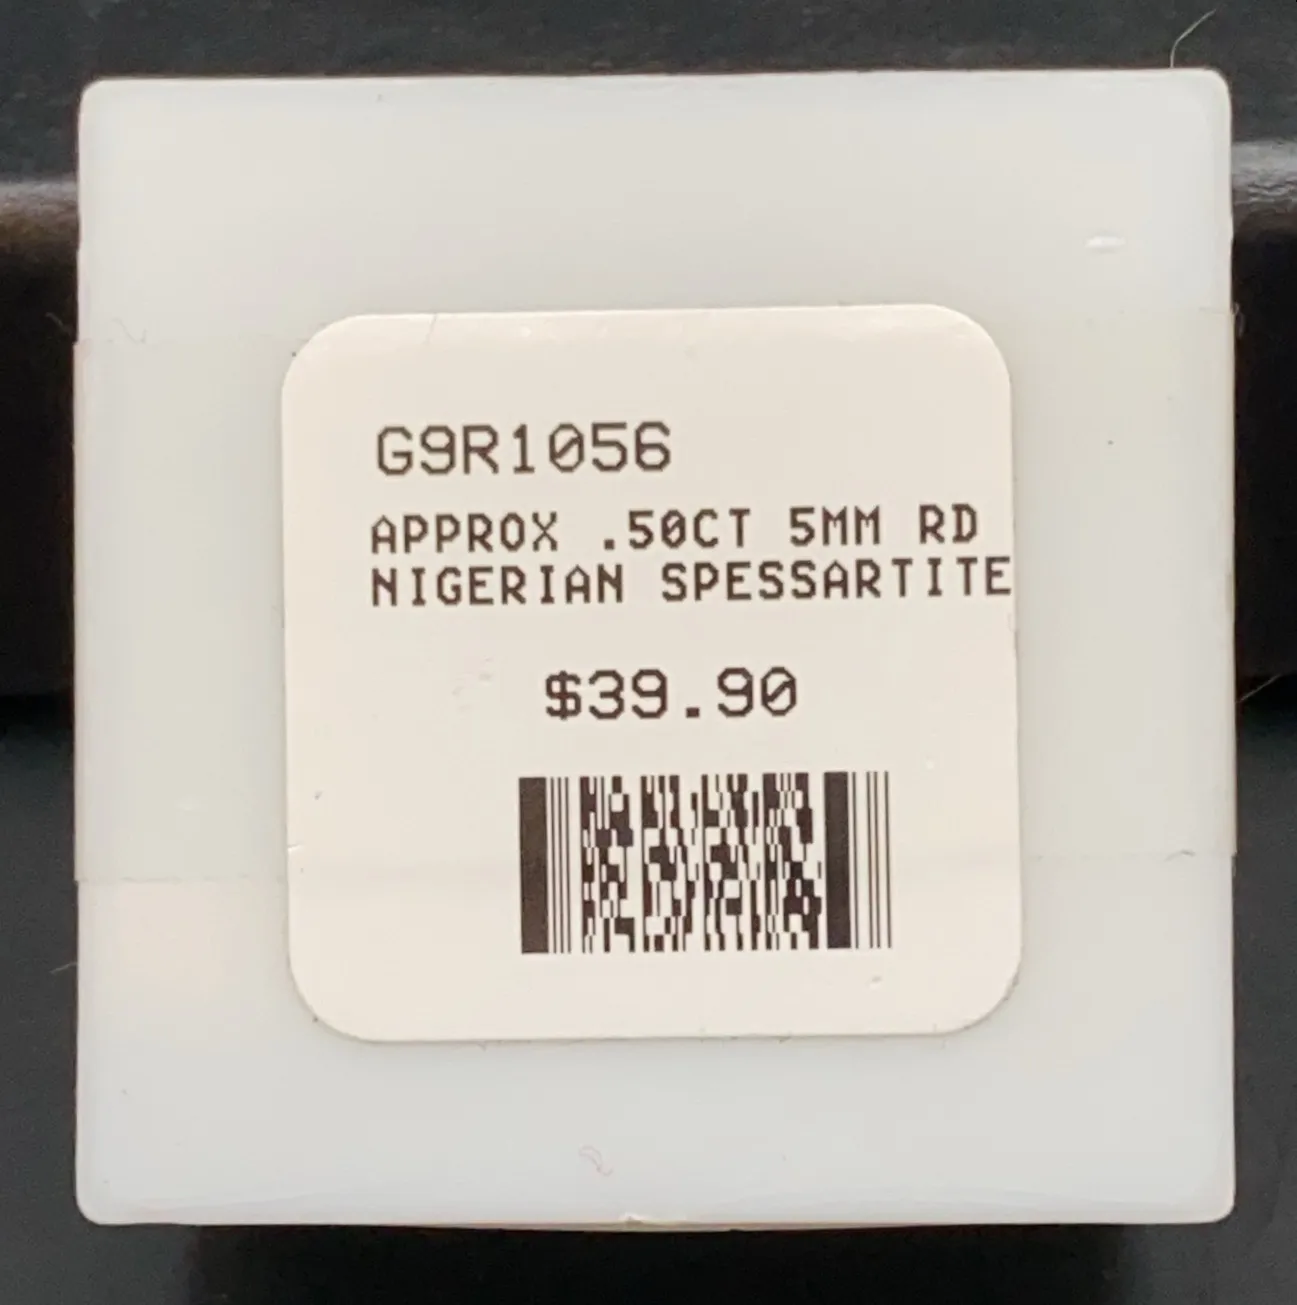 G9R1056
APPROX .50CT 5MM RD
NIGERIAN SPESSARTITE
$39.90